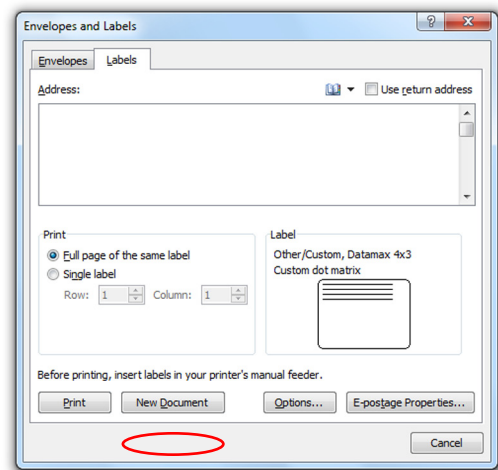 Envelopes and Labels
Envelopes Labels
Address: Use return address
Print
Full page of the same label
Single label
Row: 1 Column: 1
Label
Other/Custom, Datamax 4x3
Custom dot matrix
Before printing, insert labels in your printer's manual feeder.
Print New Document Options... E-postage Properties...
Cancel